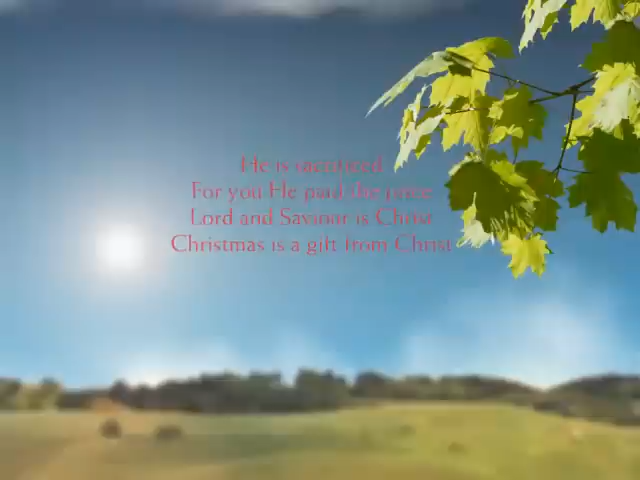 He is sacrificed
For you He paid the price
Lord and Saviour is Christ
Christmas is a gift from Christ